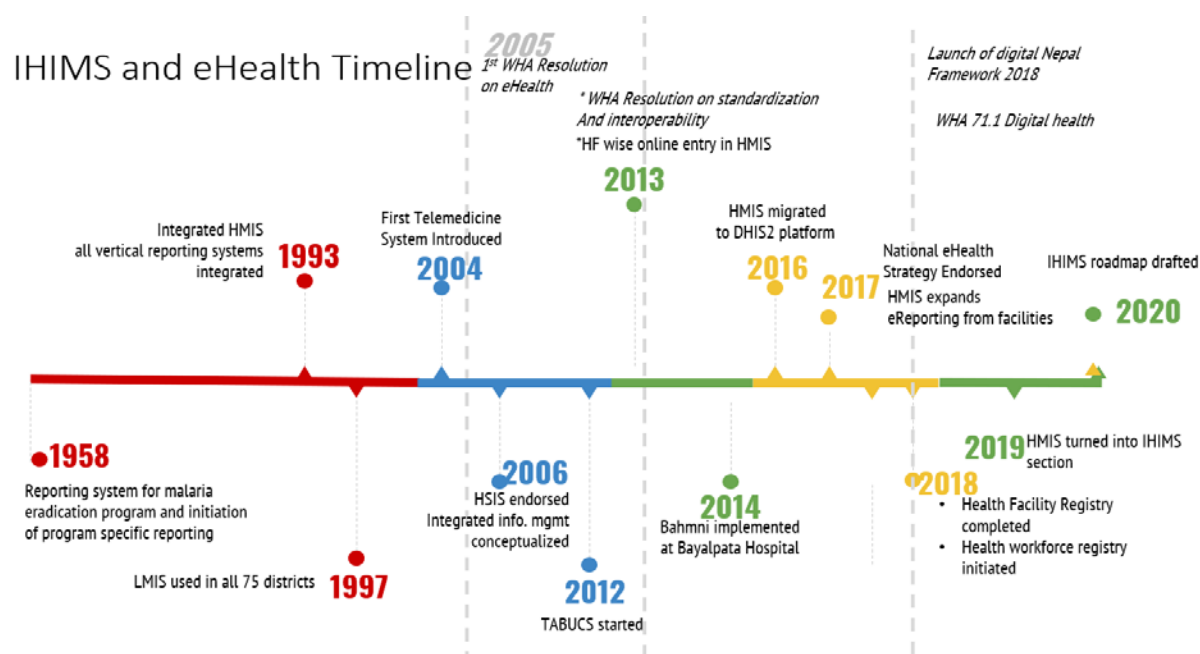 IHIMS and eHealth Timeline
2005
1st WHA Resolution
on eHealth
* WHA Resolution on standardization
And interoperability
*HF wise online entry in HMIS
2013
Launch of digital Nepal
Framework 2018
WHA 71.1 Digital health
Integrated HMIS
all vertical reporting systems
integrated
1993
First Telemedicine
System Introduced
2004
HMIS migrated
to DHIS2 platform
2016
2017
National eHealth
Strategy Endorsed
HMIS expands
eReporting from facilities
IHIMS roadmap drafted
2020
1958
Reporting system for malaria
eradication program and initiation
of program specific reporting
LMIS used in all 75 districts
1997
2006
HSIS endorsed
Integrated info. mgmt
conceptualized
2012
TABUCS started
2014
Bahmni implemented
at Bayalpata Hospital
2019
HMIS turned into IHIMS
section
2018
• Health Facility Registry
completed
• Health workforce registry
initiated